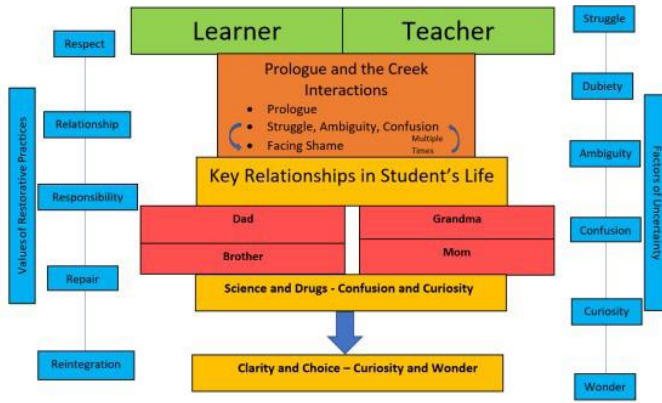 Learner
Teacher
Prologue and the Creek
Interactions
• Prologue
• Struggle, Ambiguity, Confusion
• Facing Shame
Multiple
Times
Key Relationships in Student's Life
Dad
Grandma
Brother
Mom
Science and Drugs - Confusion and Curiosity
Clarity and Choice – Curiosity and Wonder
Values of Restorative Practices
Respect
Relationship
Responsibility
Repair
Reintegration
Struggle
Dubiety
Ambiguity
Confusion
Curiosity
Wonder
Factors of Uncertainty